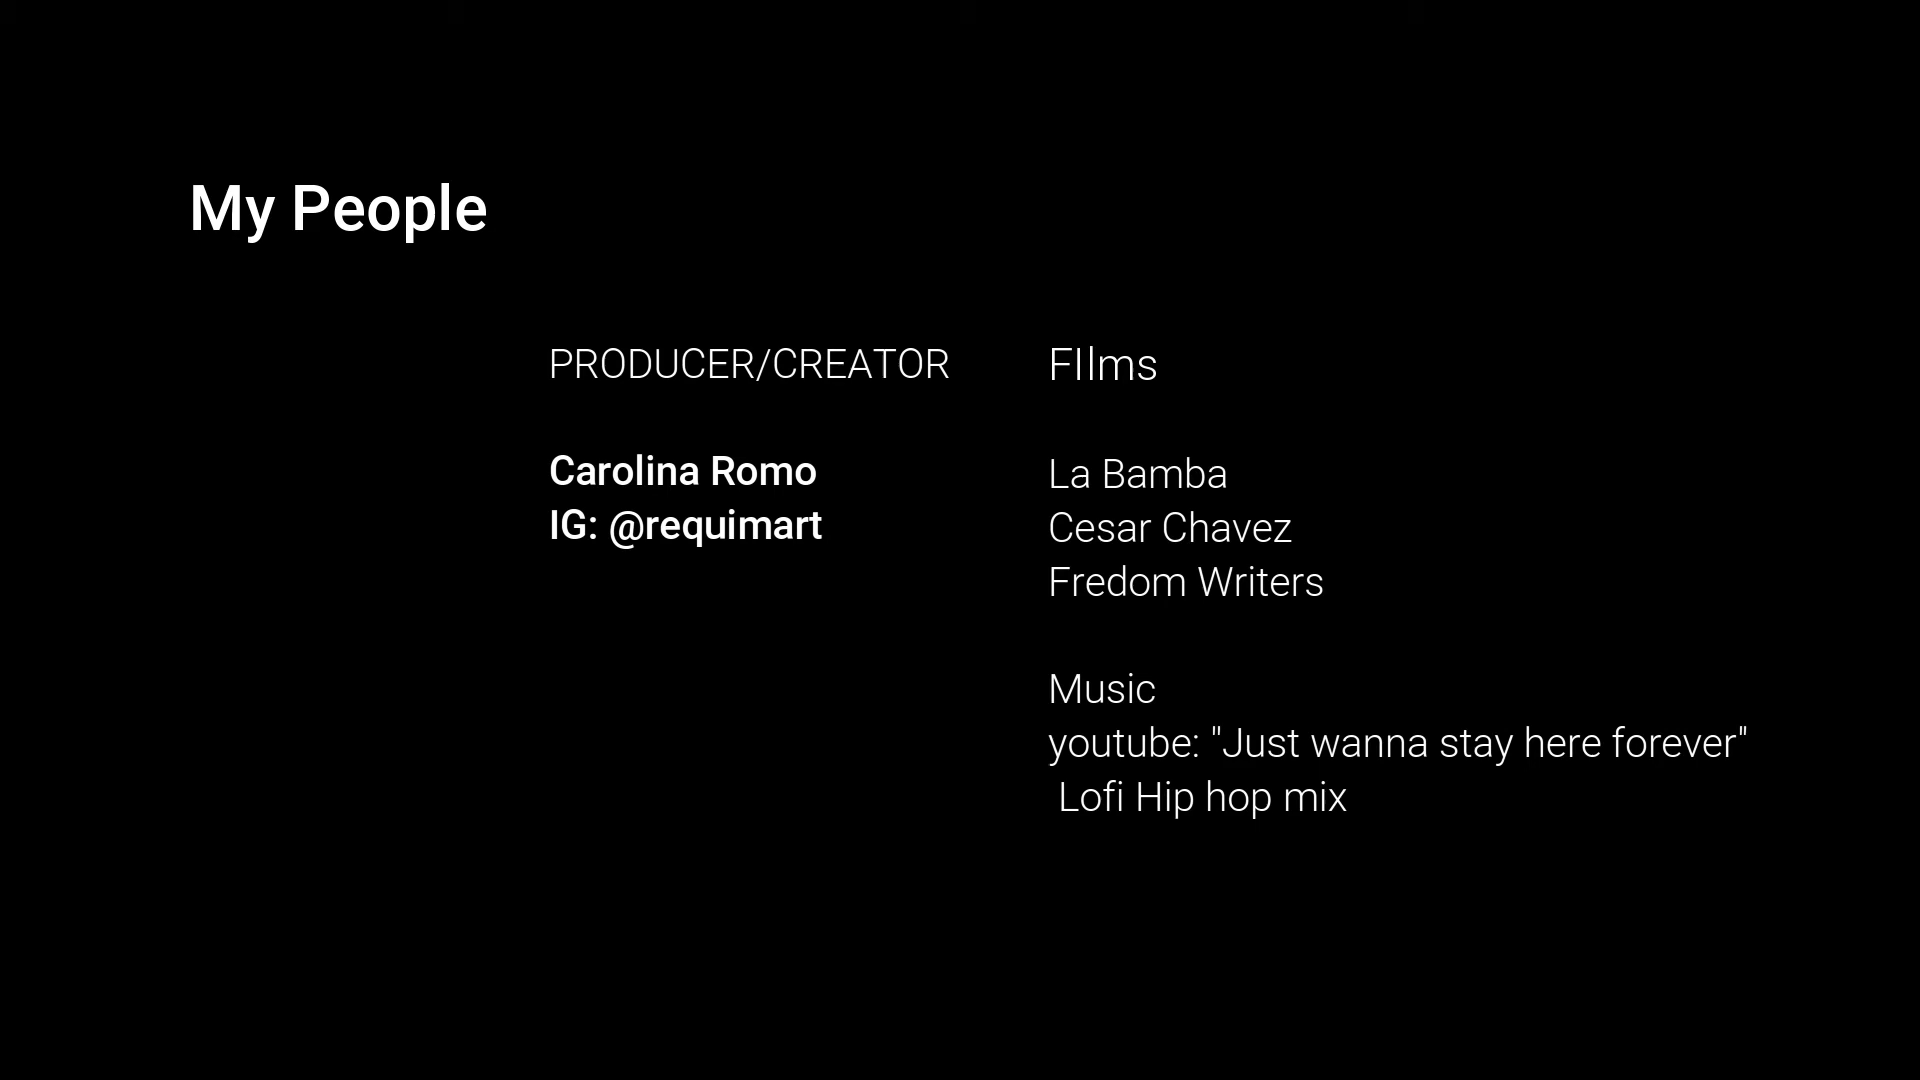 My People
PRODUCER/CREATOR
Carolina Romo
IG: @requimart
FIlms
La Bamba
Cesar Chavez
Fredom Writers
Music
youtube: "Just wanna stay here forever"
Lofi Hip hop mix